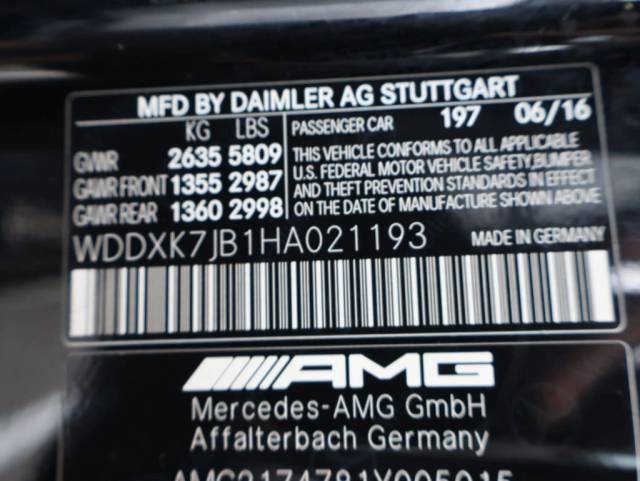 MFD BY DAIMLER AG STUTTGART
KG LBS PASSENGER CAR 197 06/16
GVWR 2635 5809
GAWR FRONT 1355 2987
GAWR REAR 1360 2998
THIS VEHICLE CONFORMS TO ALL APPLICABLE
U.S. FEDERAL MOTOR VEHICLE SAFETY, BUMPER,
AND THEFT PREVENTION STANDARDS IN EFFECT
ON THE DATE OF MANUFACTURE SHOWN ABOVE
WDDXK7JB1HA021193 MADE IN GERMANY
AMG
Mercedes-AMG GmbH
Affalterbach Germany